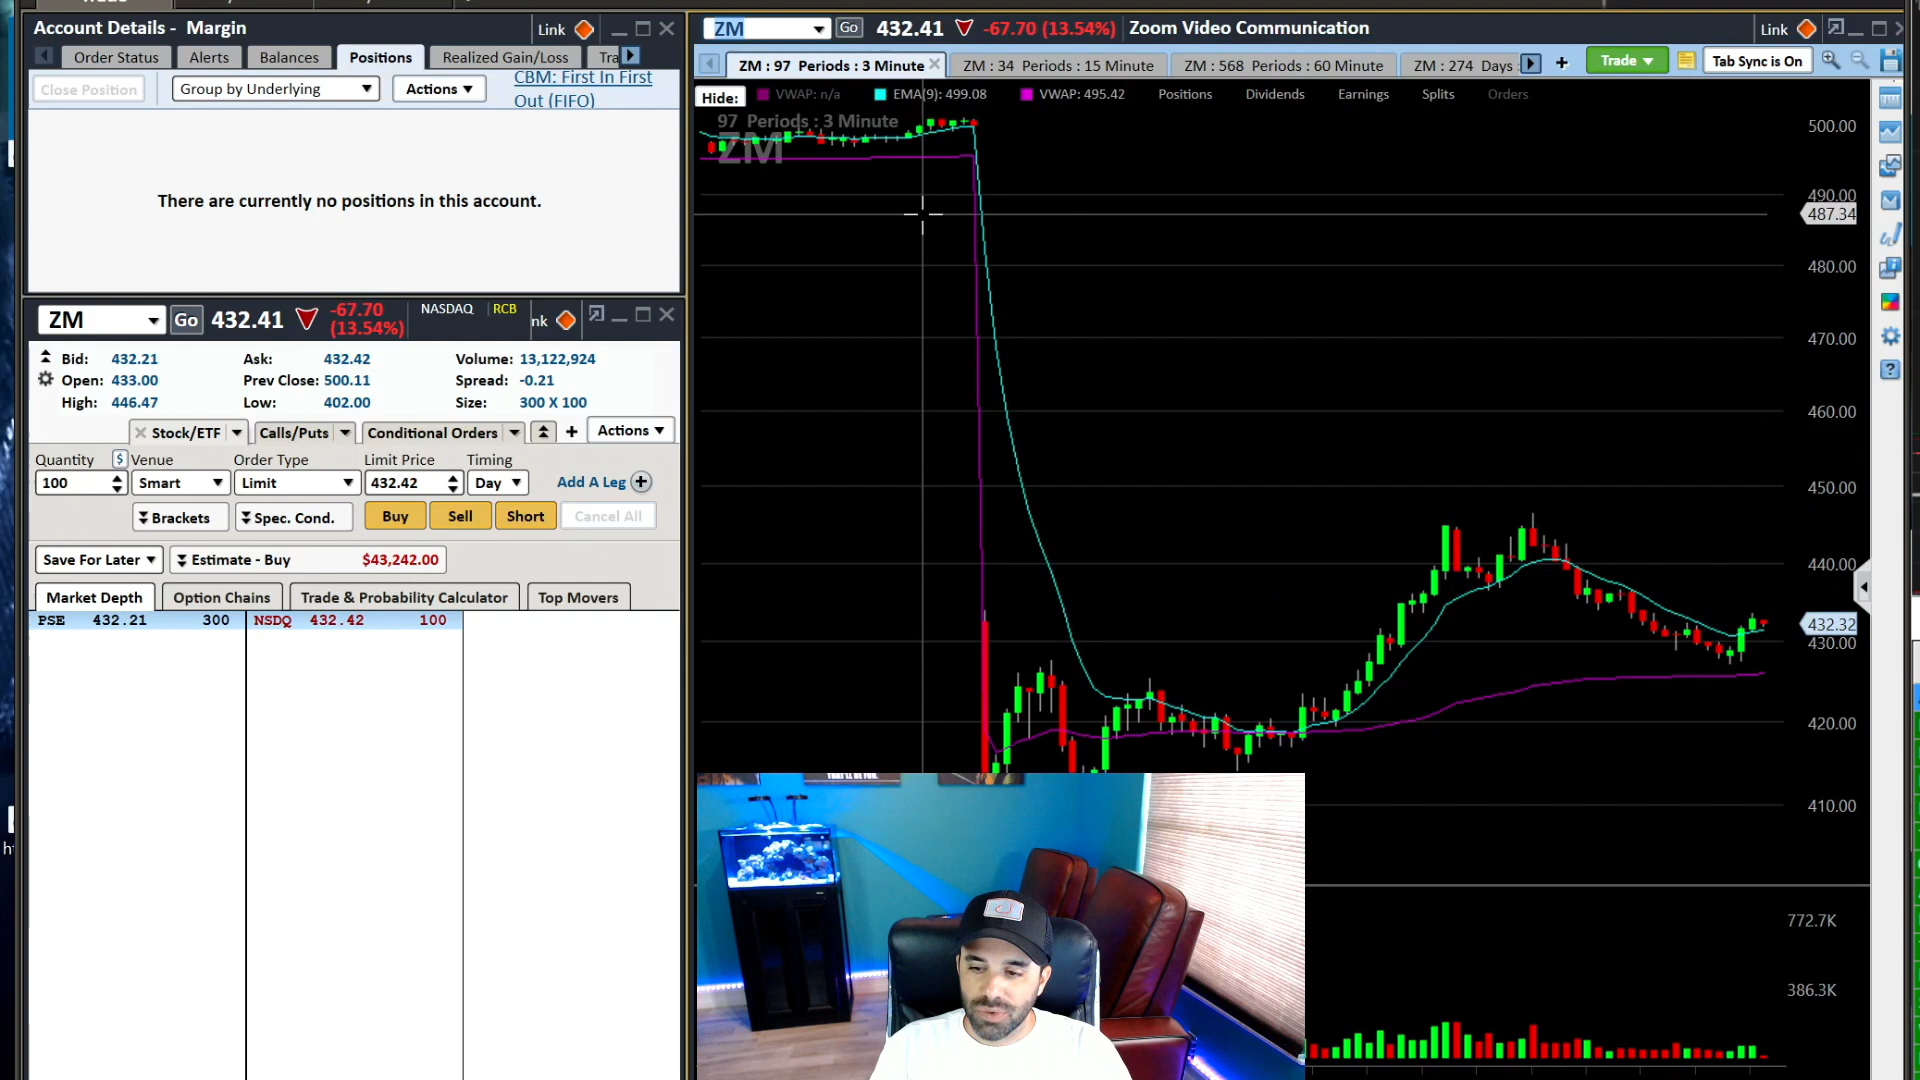 Account Details - Margin
Link
Order Status
Alerts
Balances
Positions
Realized Gain/Loss
Tra
Close Position
Group by Underlying
Actions
CBM: First In First
Out (FIFO)
There are currently no positions in this account.
ZM
Go
432.41
-67.70
(13.54%)
NASDAQ
RCB
nk
Bid: 432.21
Ask: 432.42
Volume: 13,122,924
Open: 433.00
Prev Close: 500.11
Spread: -0.21
High: 446.47
Low: 402.00
Size: 300 X 100
Stock/ETF
Calls/Puts
Conditional Orders
Actions
Quantity
$
Venue
Order Type
Limit Price
Timing
100
Smart
Limit
432.42
Day
Add A Leg
Brackets
Spec. Cond.
Buy
Sell
Short
Cancel All
Save For Later
Estimate - Buy $43,242.00
Market Depth
Option Chains
Trade & Probability Calculator
Top Movers
PSE 432.21 300
NSDQ 432.42 100
ZM
Go
432.41
-67.70 (13.54%)
Zoom Video Communication
Link
ZM : 97 Periods : 3 Minute
ZM : 34 Periods : 15 Minute
ZM : 568 Periods : 60 Minute
ZM : 274 Days :
Trade
Tab Sync is On
Hide:
VWAP: n/a
EMA(9): 499.08
VWAP: 495.42
Positions
Dividends
Earnings
Splits
Orders
97 Periods : 3 Minute
ZM
500.00
490.00
487.34
480.00
470.00
460.00
450.00
440.00
432.32
430.00
420.00
410.00
772.7K
386.3K